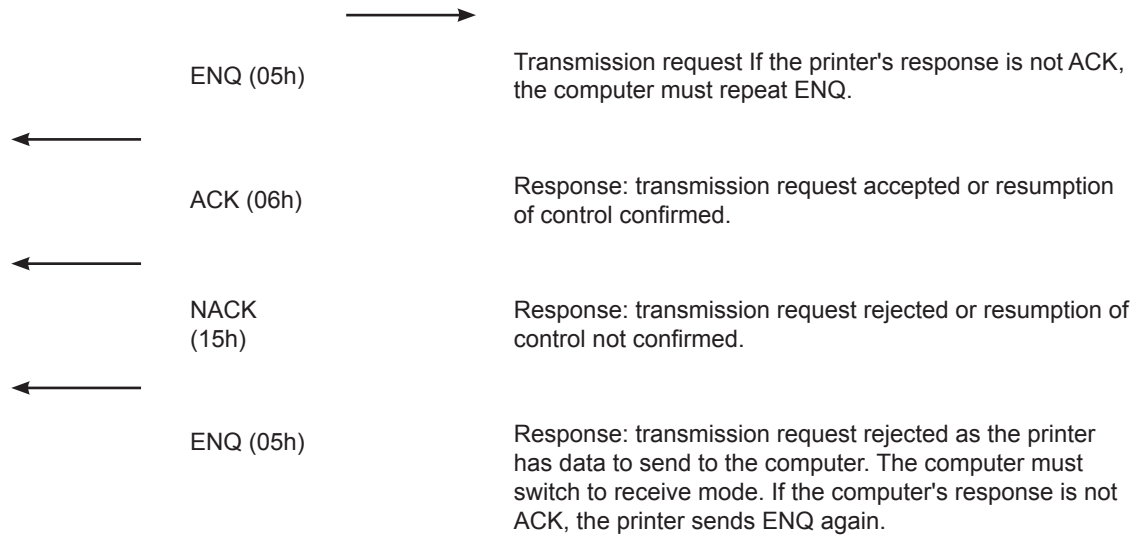 ENQ (05h)
Transmission request If the printer's response is not ACK,
the computer must repeat ENQ.
ACK (06h)
Response: transmission request accepted or resumption
of control confirmed.
NACK
(15h)
Response: transmission request rejected or resumption of
control not confirmed.
ENQ (05h)
Response: transmission request rejected as the printer
has data to send to the computer. The computer must
switch to receive mode. If the computer's response is not
ACK, the printer sends ENQ again.